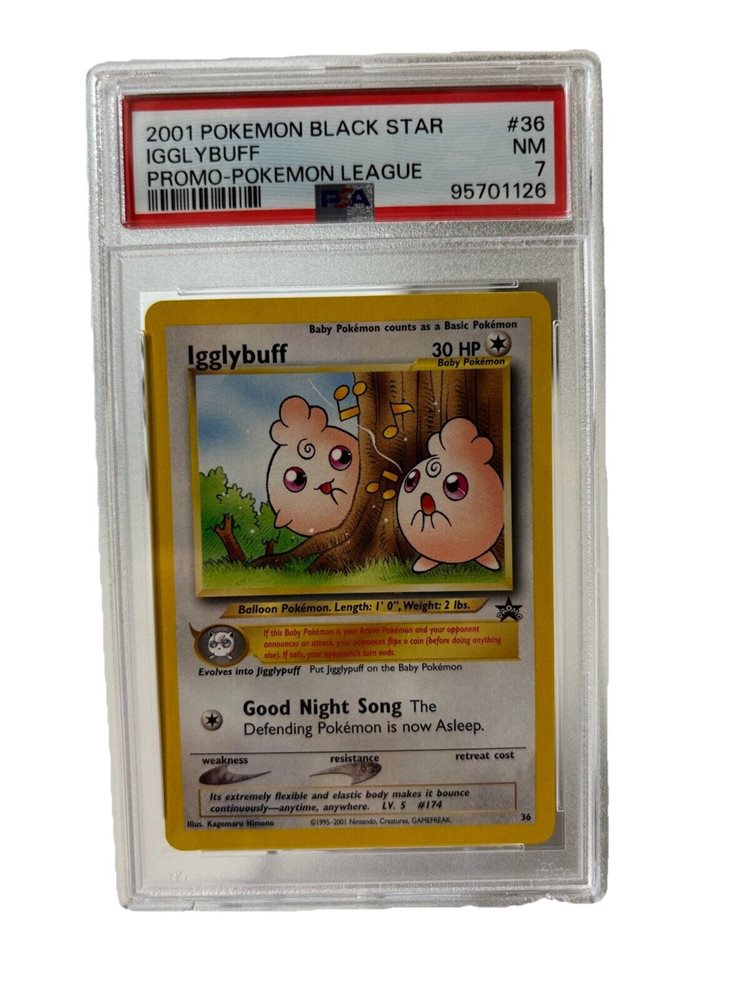 2001 POKEMON BLACK STAR #36
IGGLYBUFF NM
PROMO-POKEMON LEAGUE 7
PSA 95701126
Baby Pokémon counts as a Basic Pokémon
Igglybuff 30 HP
Baby Pokémon
Balloon Pokémon. Length: 1' 0", Weight: 2 lbs.
PROMO
If this Baby Pokémon is your Active Pokémon and your opponent
announces an attack, your opponent flips a coin (before doing anything
else). If tails, your opponent's turn ends.
Evolves into Jigglypuff Put Jigglypuff on the Baby Pokémon
Good Night Song The
Defending Pokémon is now Asleep.
weakness resistance retreat cost
Its extremely flexible and elastic body makes it bounce
continuously—anytime, anywhere. LV. 5 #174
Illus. Kagemaru Himeno ©1995-2001 Nintendo, Creatures, GAMEFREAK. 36